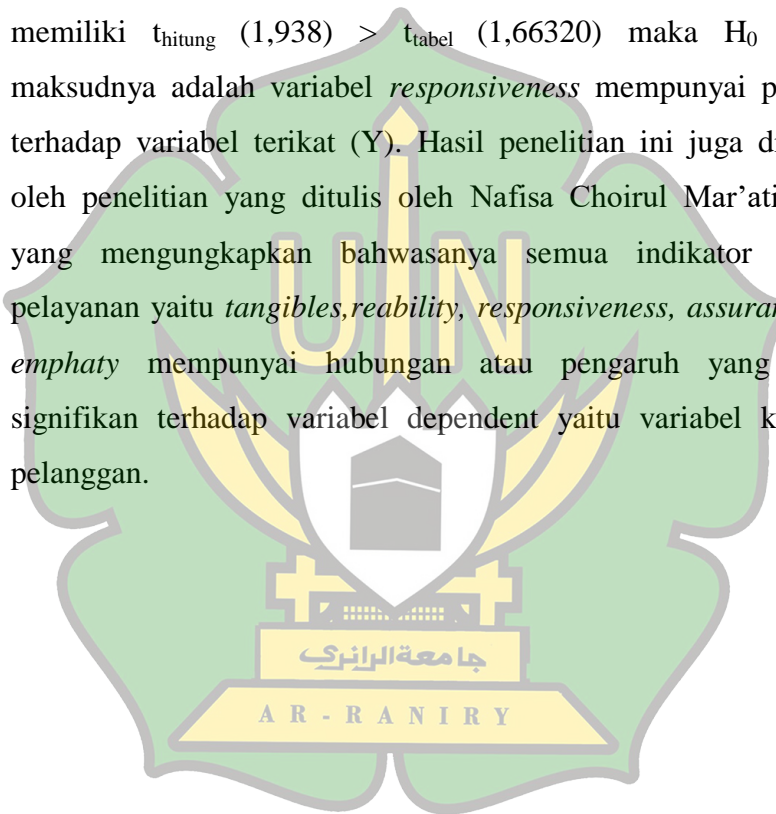 memiliki thitung (1,938) > ttabel (1,66320) maka H0
maksudnya adalah variabel responsiveness mempunyai p
terhadap variabel terikat (Y). Hasil penelitian ini juga di
oleh penelitian yang ditulis oleh Nafisa Choirul Mar’ati
yang mengungkapkan bahwasanya semua indikator
pelayanan yaitu tangibles,reability, responsiveness, assuran
emphaty mempunyai hubungan atau pengaruh yang
signifikan terhadap variabel dependent yaitu variabel k
pelanggan.
UIN
جامعةالرانري
AR-RANIRY